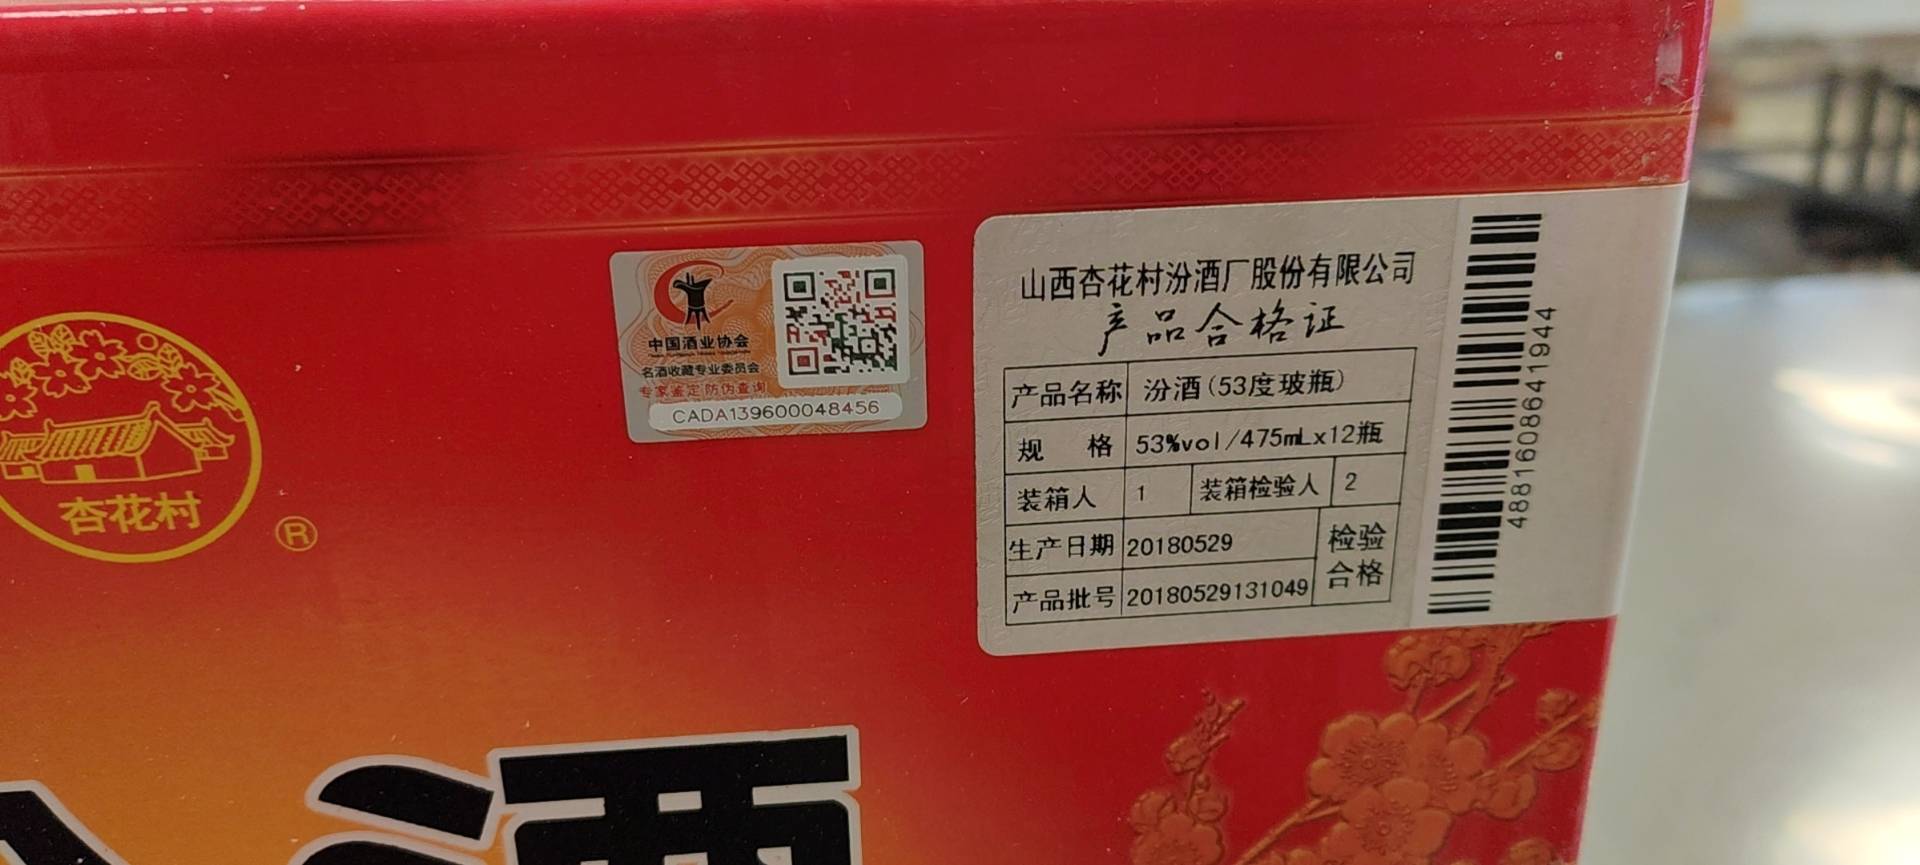 杏花村
®
中国酒业协会
名酒收藏专业委员会
专家鉴定防伪查询
CADA139600048456
山西杏花村汾酒厂股份有限公司
产品合格证
产品名称 汾酒(53度玻瓶)
规 格 53%vol/475mLx12瓶
装箱人 1 装箱检验人 2
生产日期 20180529
检验合格
产品批号 20180529131049
4881608641944
酒